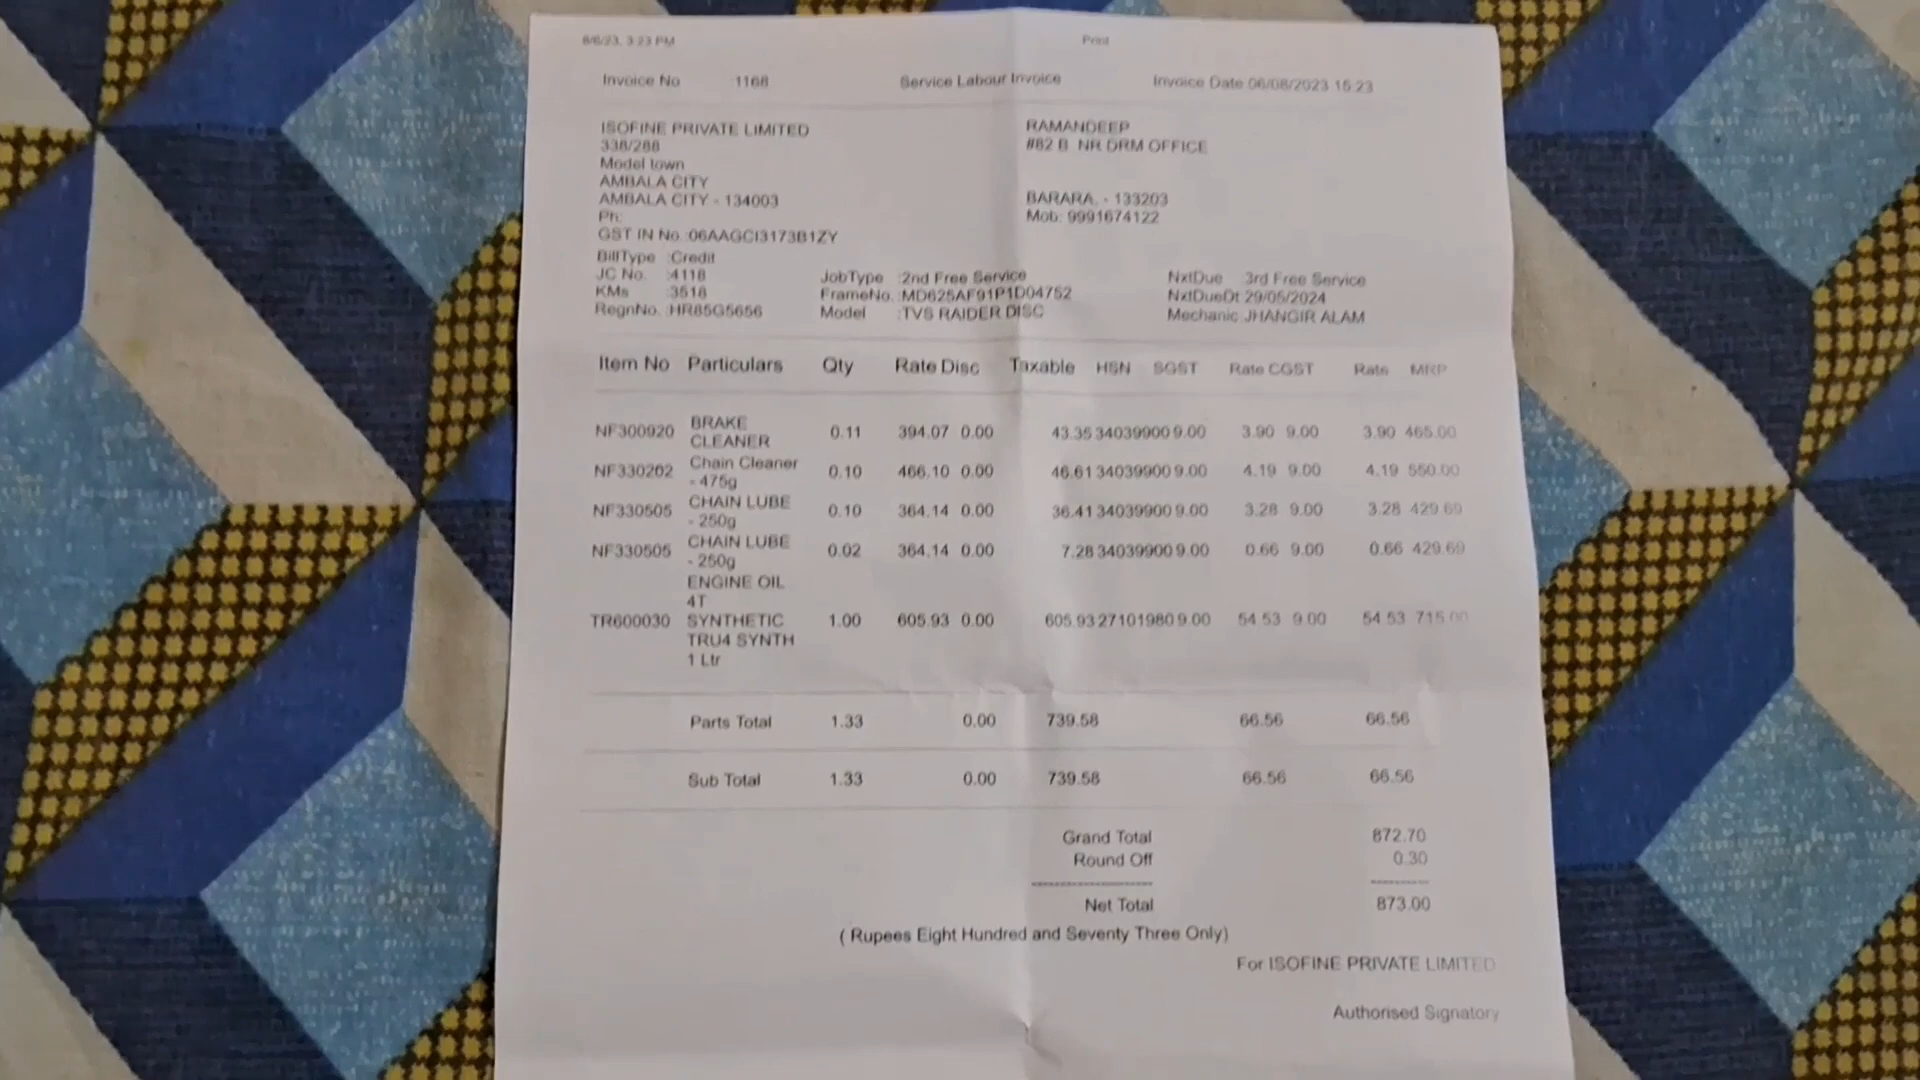 8/6/23, 3:23 PM Print
Invoice No :1168 Service Labour Invoice Invoice Date 06/08/2023 15:23
ISOFINE PRIVATE LIMITED RAMANDEEP
338/288 #82 B NR DRM OFFICE
Model town
AMBALA CITY
AMBALA CITY - 134003 BARARA, - 133203
Ph: Mob: 9991674122
GST IN No :06AAGCI3173B1ZY
BillType :Credit
JC No. :4118 JobType :2nd Free Service NxtDue :3rd Free Service
KMs :3518 FrameNo. :MD625AF91P1D04752 NxtDueDt 29/05/2024
RegnNo. :HR85G5656 Model :TVS RAIDER DISC Mechanic JHANGIR ALAM
Item No Particulars Qty Rate Disc Taxable HSN SGST Rate CGST Rate MRP
NF300920 BRAKE CLEANER 0.11 394.07 0.00 43.35 34039900 9.00 3.90 9.00 3.90 465.00
NF330202 Chain Cleaner - 475g 0.10 466.10 0.00 46.61 34039900 9.00 4.19 9.00 4.19 550.00
NF330505 CHAIN LUBE - 250g 0.10 364.14 0.00 36.41 34039900 9.00 3.28 9.00 3.28 429.69
NF330505 CHAIN LUBE - 250g 0.02 364.14 0.00 7.28 34039900 9.00 0.66 9.00 0.66 429.69
TR600030 ENGINE OIL 4T SYNTHETIC TRU4 SYNTH 1 Ltr 1.00 605.93 0.00 605.93 27101980 9.00 54.53 9.00 54.53 715.00
Parts Total 1.33 0.00 739.58 66.56 66.56
Sub Total 1.33 0.00 739.58 66.56 66.56
Grand Total 872.70
Round Off 0.30
Net Total 873.00
( Rupees Eight Hundred and Seventy Three Only)
For ISOFINE PRIVATE LIMITED
Authorised Signatory